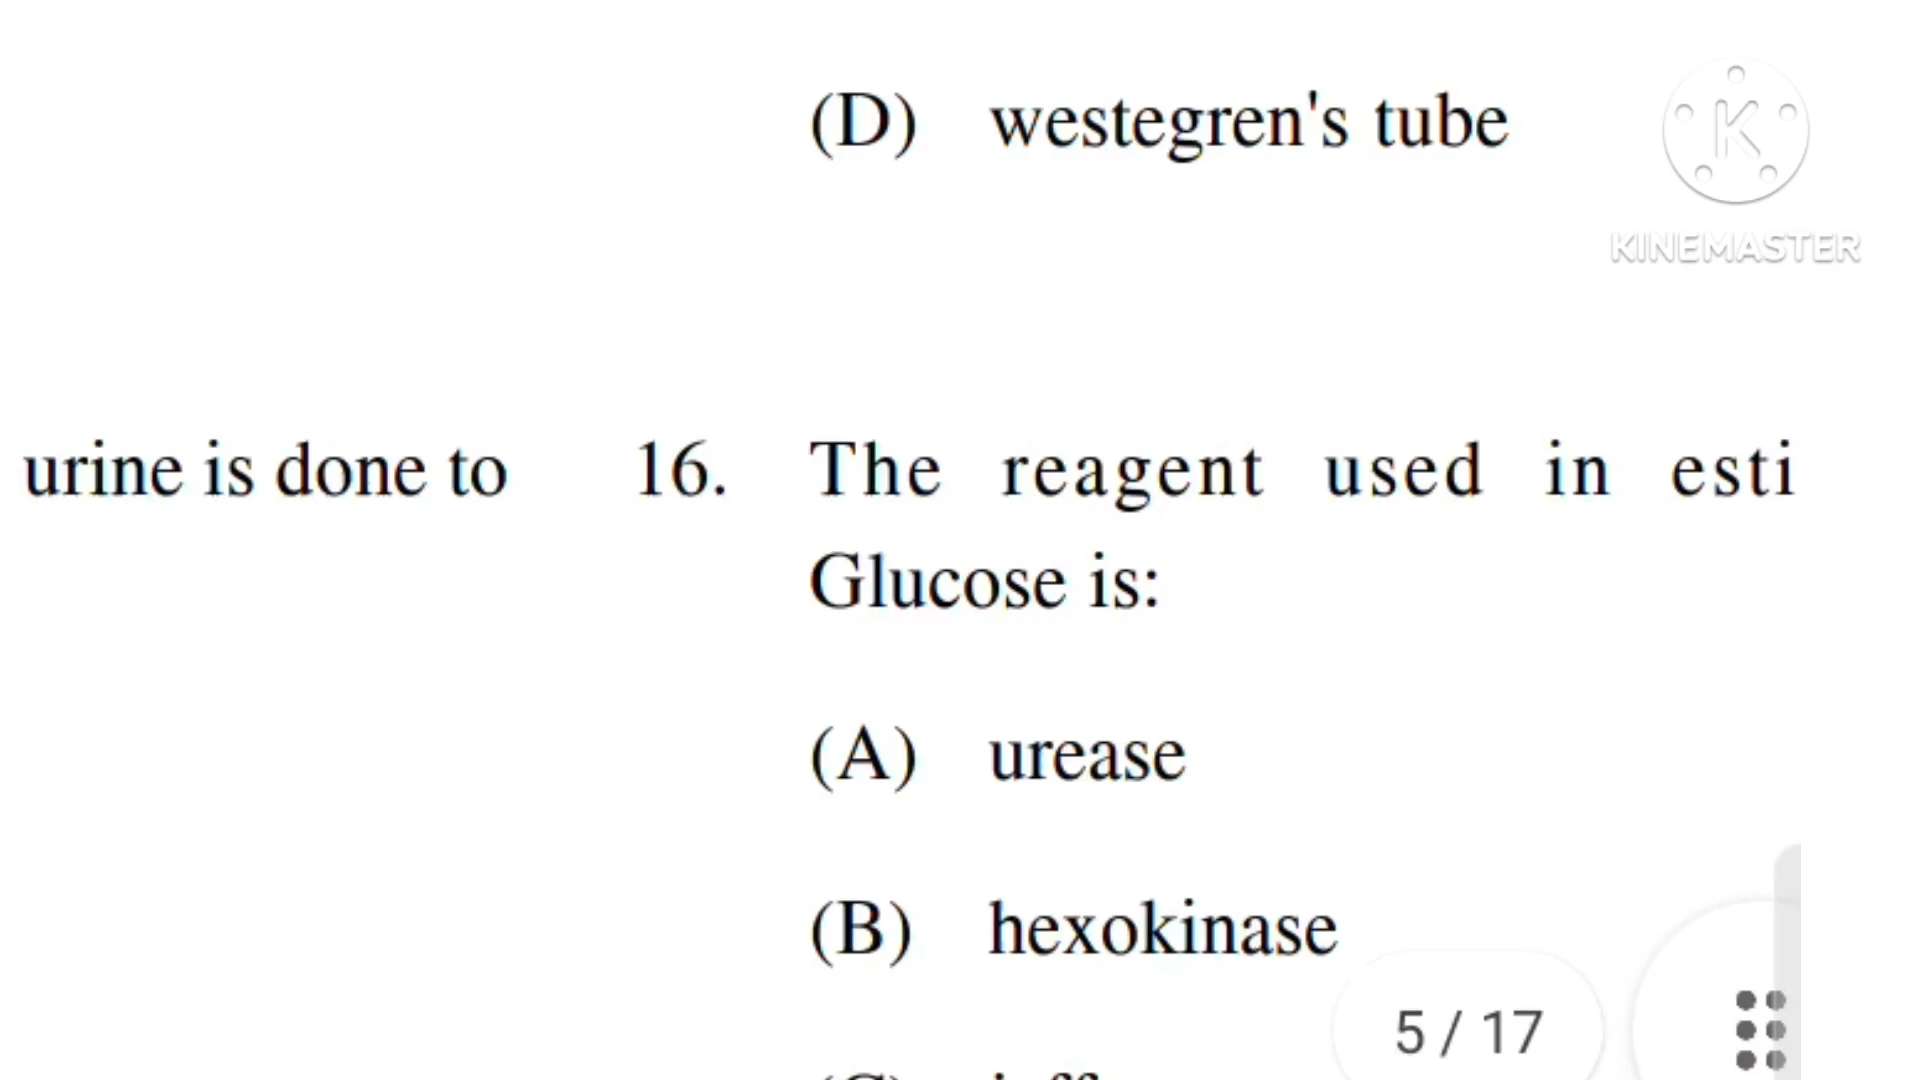 (D) westegren's tube
KINEMASTER
urine is done to
16. The reagent used in esti
Glucose is:
(A) urease
(B) hexokinase
5 / 17